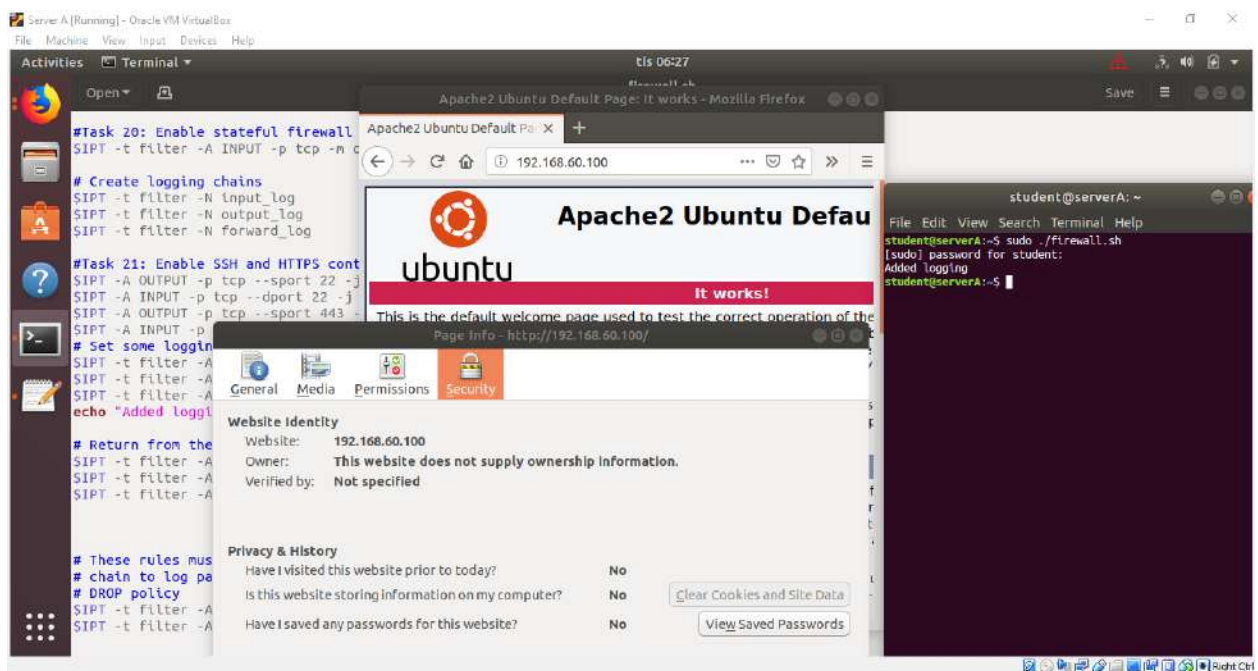 Server A [Running] - Oracle VM VirtualBox
File Machine View Input Devices Help
Activities Terminal tis 06:27
Open Save
#Task 20: Enable stateful firewall
$IPT -t filter -A INPUT -p tcp -m
# Create logging chains
$IPT -t filter -N input_log
$IPT -t filter -N output_log
$IPT -t filter -N forward_log
#Task 21: Enable SSH and HTTPS cont
$IPT -A OUTPUT -p tcp --sport 22 -j
$IPT -A INPUT -p tcp --dport 22 -j
$IPT -A OUTPUT -p tcp --sport 443 -
$IPT -A INPUT -p
# Set some loggin
$IPT -t filter -A
$IPT -t filter -A
$IPT -t filter -A
echo "Added loggi
# Return from the
$IPT -t filter -A
$IPT -t filter -A
$IPT -t filter -A
# These rules mus
# chain to log pa
# DROP policy
$IPT -t filter -A
$IPT -t filter -A
Apache2 Ubuntu Default Page: It works - Mozilla Firefox
Apache2 Ubuntu Default Pa
192.168.60.100
ubuntu
Apache2 Ubuntu Defau
It works!
This is the default welcome page used to test the correct operation of the
Page Info - http://192.168.60.100/
General Media Permissions Security
Website Identity
Website: 192.168.60.100
Owner: This website does not supply ownership information.
Verified by: Not specified
Privacy & History
Have I visited this website prior to today? No
Is this website storing information on my computer? No Clear Cookies and Site Data
Have I saved any passwords for this website? No View Saved Passwords
student@serverA: ~
File Edit View Search Terminal Help
student@serverA:~$ sudo ./firewall.sh
[sudo] password for student:
Added logging
student@serverA:~$
Right Ctrl